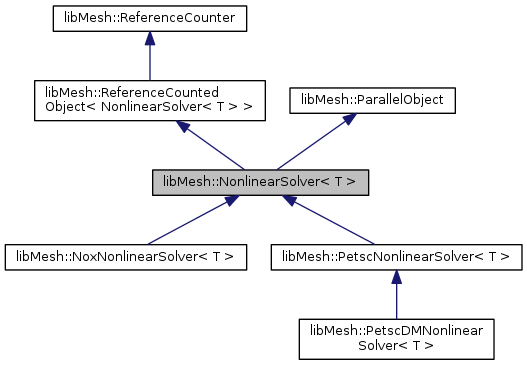 libMesh::ReferenceCounter
libMesh::ReferenceCounted
Object< NonlinearSolver< T > >
libMesh::ParallelObject
libMesh::NonlinearSolver< T >
libMesh::NoxNonlinearSolver< T >
libMesh::PetscNonlinearSolver< T >
libMesh::PetscDMNonlinear
Solver< T >